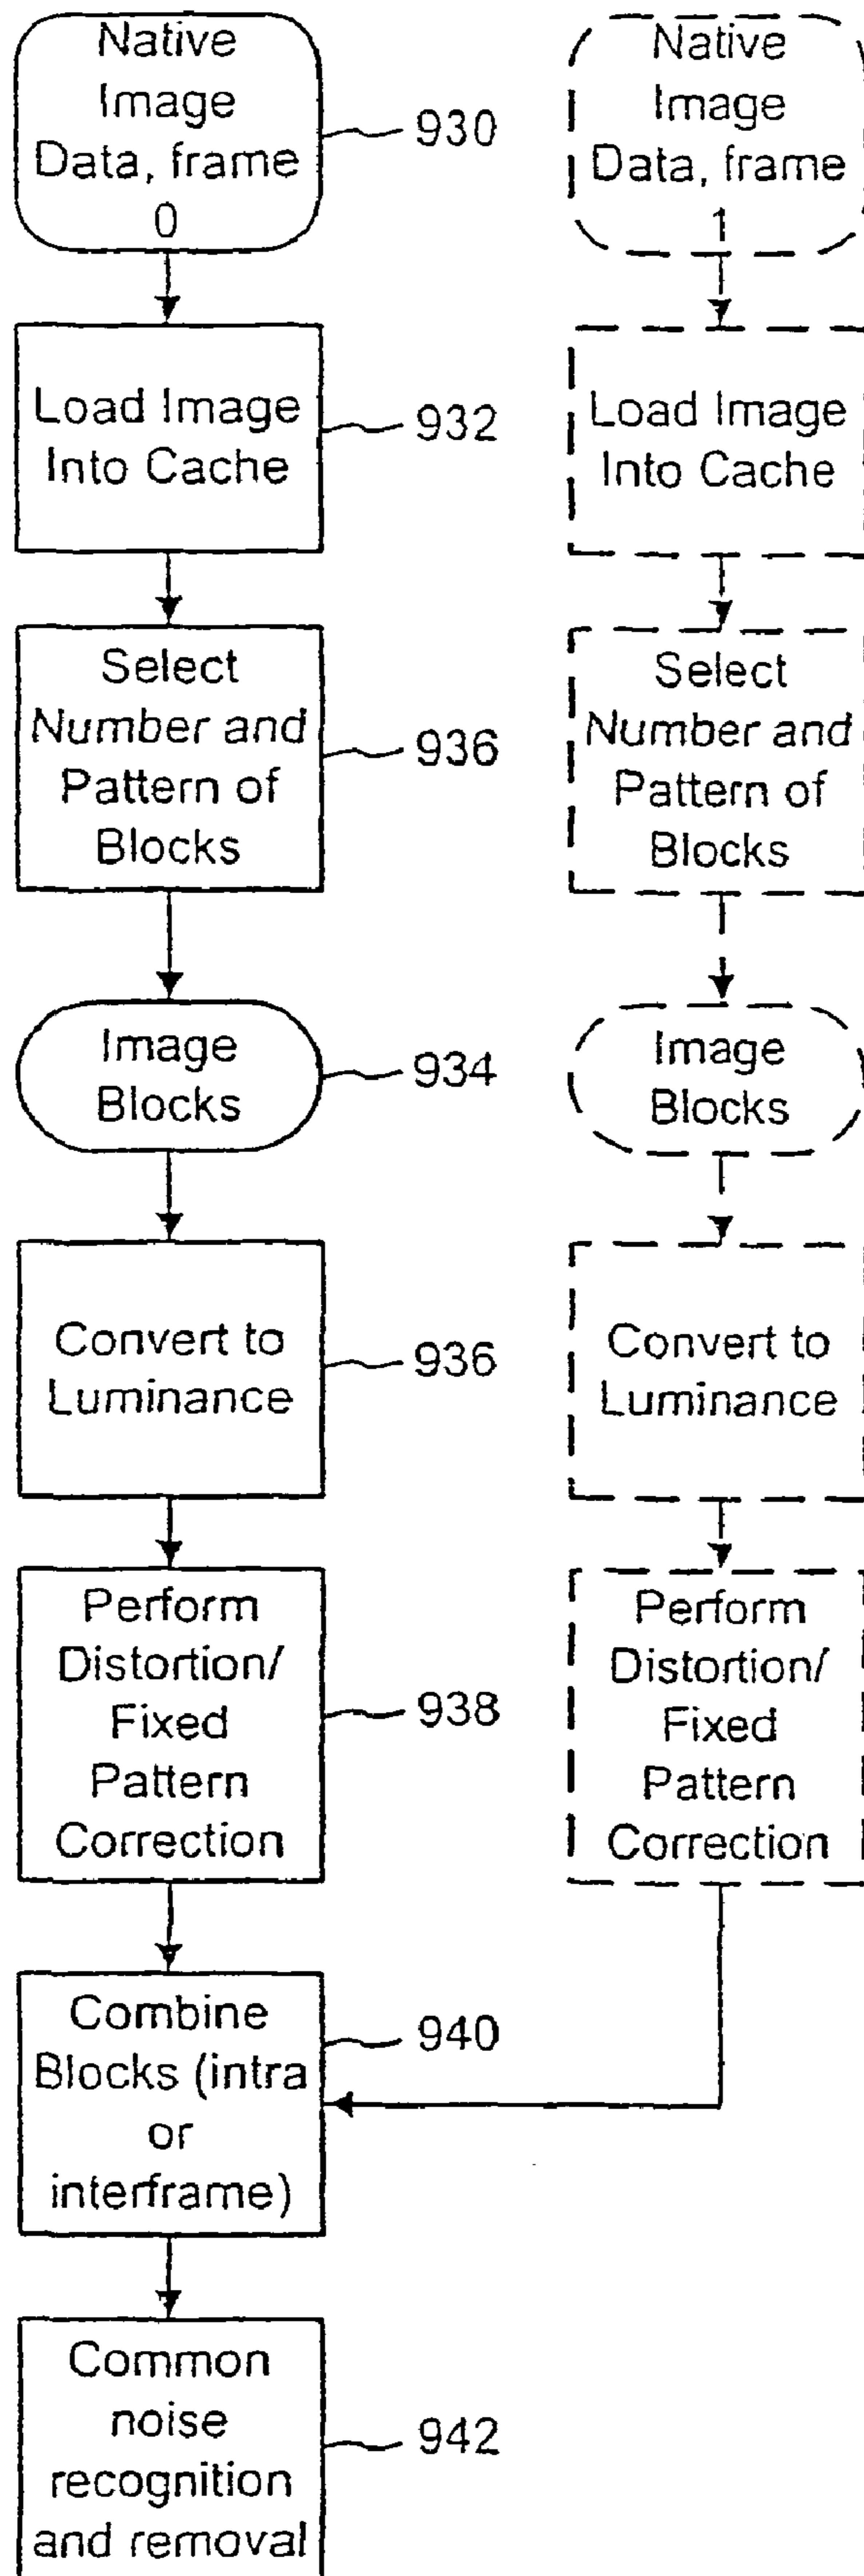 Native
Image
Data, frame
0
930
Load Image
Into Cache
932
Select
Number and
Pattern of
Blocks
936
Image
Blocks
934
Convert to
Luminance
936
Perform
Distortion/
Fixed
Pattern
Correction
938
Combine
Blocks (intra
or
interframe)
940
Common
noise
recognition
and removal
942
Native
Image
Data, frame
1
Load Image
Into Cache
Select
Number and
Pattern of
Blocks
Image
Blocks
Convert to
Luminance
Perform
Distortion/
Fixed
Pattern
Correction